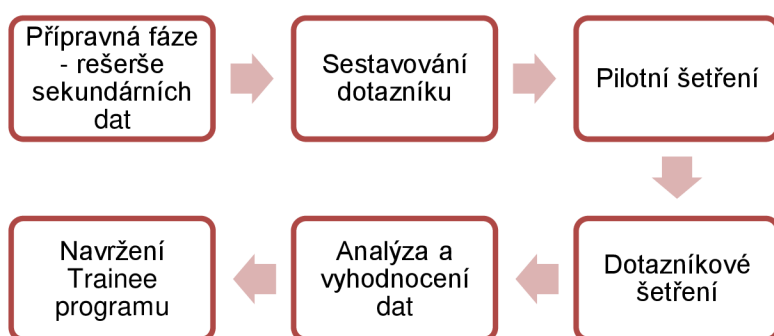 Přípravná fáze
- rešerše
sekundárních
dat
Sestavování
dotazníku
Pilotní šetření
Dotazníkové
šetření
Analýza a
vyhodnocení
dat
Navržení
Trainee
programu